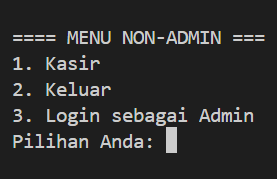 ==== MENU NON-ADMIN ===
1. Kasir
2. Keluar
3. Login sebagai Admin
Pilihan Anda: